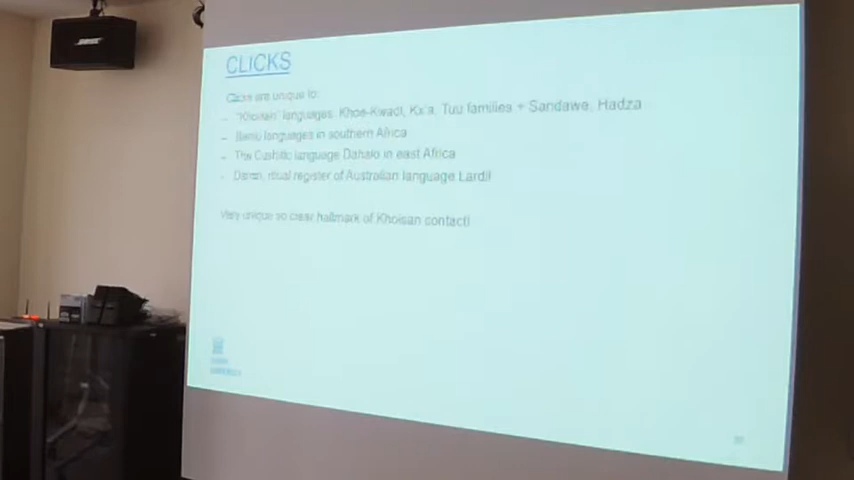 BOSE
CLICKS
Clicks are unique to:
- "Khoisan" languages: Khoe-Kwadi, Kx'a, Tuu families + Sandawe, Hadza
- Bantu languages in southern Africa
- The Cushitic language Dahalo in east Africa
- Damin, ritual register of Australian language Lardil
Very unique so clear hallmark of Khoisan contact!